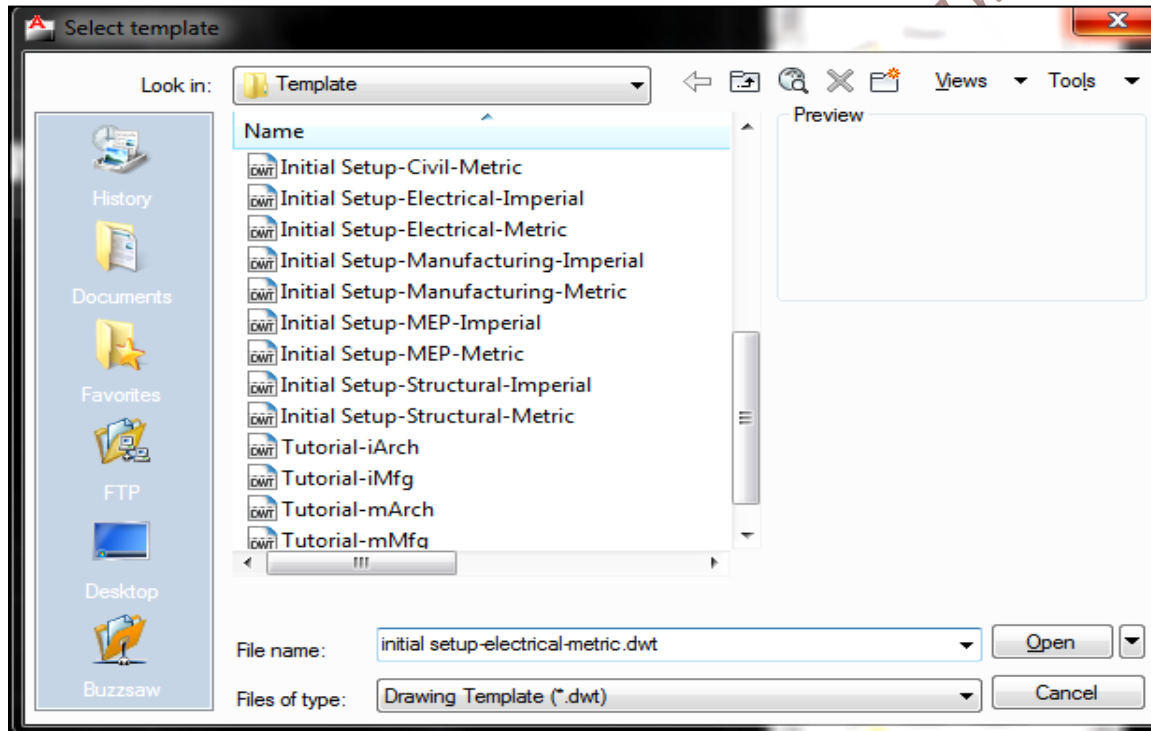 Select template
Look in: Template Views Tools
Name
Preview
Initial Setup-Civil-Metric
Initial Setup-Electrical-Imperial
Initial Setup-Electrical-Metric
Initial Setup-Manufacturing-Imperial
Initial Setup-Manufacturing-Metric
Initial Setup-MEP-Imperial
Initial Setup-MEP-Metric
Initial Setup-Structural-Imperial
Initial Setup-Structural-Metric
Tutorial-iArch
Tutorial-iMfg
Tutorial-mArch
Tutorial-mMfg
History
Documents
Favorites
FTP
Desktop
Buzzsaw
File name: initial setup-electrical-metric.dwt Open
Files of type: Drawing Template (*.dwt) Cancel